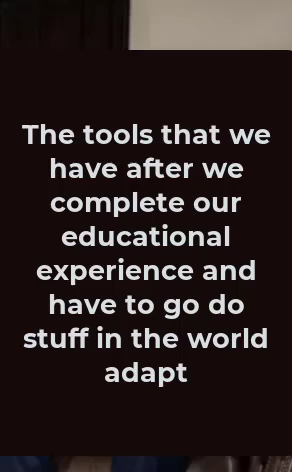 The tools that we
have after we
complete our
educational
experience and
have to go do
stuff in the world
adapt